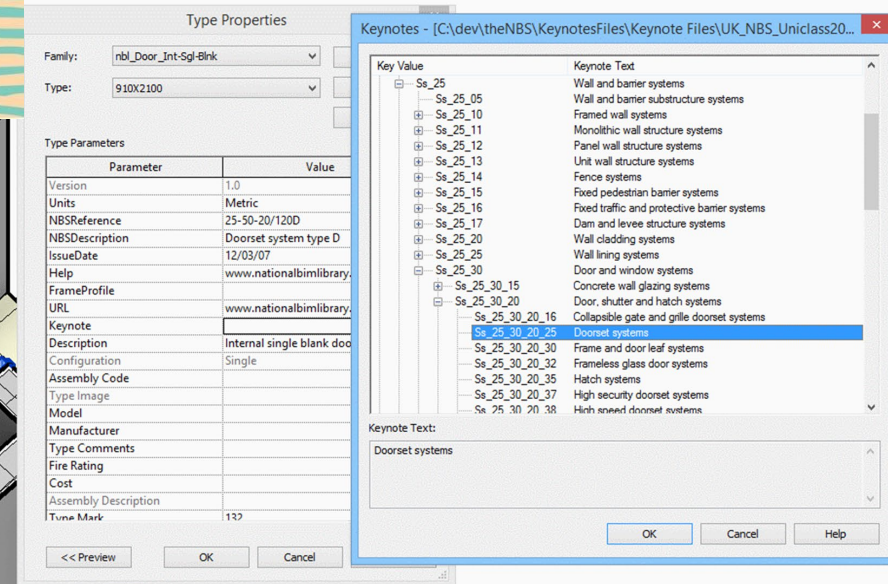 Type Properties
Family: nbl_Door_Int-Sgl-Blnk
Type: 910X2100
Type Parameters
Parameter Value
Version 1.0
Units Metric
NBSReference 25-50-20/120D
NBSDescription Doorset system type D
IssueDate 12/03/07
Help www.nationalbimlibrary.
FrameProfile
URL www.nationalbimlibrary.
Keynote
Description Internal single blank doo
Configuration Single
Assembly Code
Type Image
Model
Manufacturer
Type Comments
Fire Rating
Cost
Assembly Description
Type Mark 132
<< Preview OK Cancel
Keynotes - [C:\dev\theNBS\KeynotesFiles\Keynote Files\UK_NBS_Uniclass20...
Key Value Keynote Text
Ss_25 Wall and barrier systems
Ss_25_05 Wall and barrier substructure systems
Ss_25_10 Framed wall systems
Ss_25_11 Monolithic wall structure systems
Ss_25_12 Panel wall structure systems
Ss_25_13 Unit wall structure systems
Ss_25_14 Fence systems
Ss_25_15 Fixed pedestrian barrier systems
Ss_25_16 Fixed traffic and protective barrier systems
Ss_25_17 Dam and levee structure systems
Ss_25_20 Wall cladding systems
Ss_25_25 Wall lining systems
Ss_25_30 Door and window systems
Ss_25_30_15 Concrete wall glazing systems
Ss_25_30_20 Door, shutter and hatch systems
Ss_25_30_20_16 Collapsible gate and grille doorset systems
Ss_25_30_20_25 Doorset systems
Ss_25_30_20_30 Frame and door leaf systems
Ss_25_30_20_32 Frameless glass door systems
Ss_25_30_20_35 Hatch systems
Ss_25_30_20_37 High security doorset systems
Ss_25_30_20_38 High speed doorset systems
Keynote Text:
Doorset systems
OK Cancel Help